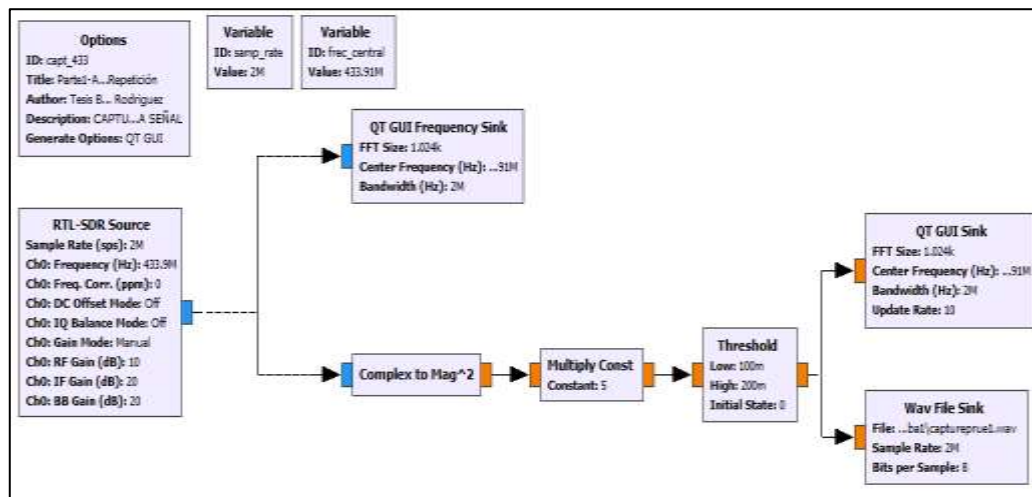 Options
ID: capt_433
Title: Parte1-A...Repetición
Author: Tesis B... Rodriguez
Description: CAPTU...A SEÑAL
Generate Options: QT GUI
Variable
ID: samp_rate
Value: 2M
Variable
ID: frec_central
Value: 433.91M
QT GUI Frequency Sink
FFT Size: 1.024k
Center Frequency (Hz): ...91M
Bandwidth (Hz): 2M
RTL-SDR Source
Sample Rate (sps): 2M
Ch0: Frequency (Hz): 433.9M
Ch0: Freq. Corr. (ppm): 0
Ch0: DC Offset Mode: Off
Ch0: IQ Balance Mode: Off
Ch0: Gain Mode: Manual
Ch0: RF Gain (dB): 10
Ch0: IF Gain (dB): 20
Ch0: BB Gain (dB): 20
Complex to Mag^2
Multiply Const
Constant: 5
Threshold
Low: 100m
High: 200m
Initial State: 0
QT GUI Sink
FFT Size: 1.024k
Center Frequency (Hz): ...91M
Bandwidth (Hz): 2M
Update Rate: 10
Wav File Sink
File: ...ba1\captureprue1.wav
Sample Rate: 2M
Bits per Sample: 8